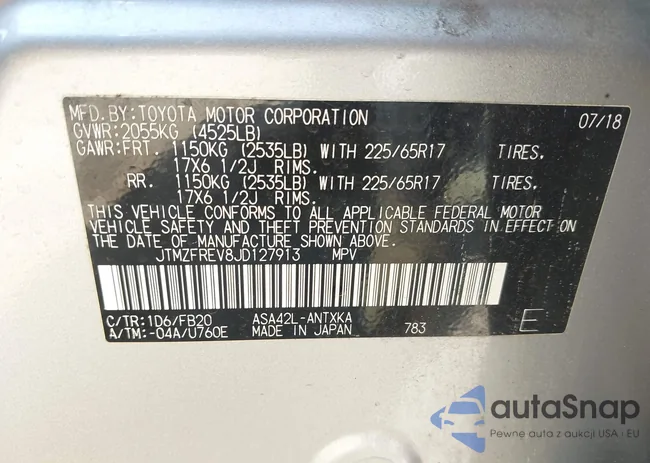 MFD.BY:TOYOTA MOTOR CORPORATION 07/18
GVWR:2055KG (4525LB)
GAWR:FRT. 1150KG (2535LB) WITH 225/65R17 TIRES.
17X6 1/2J RIMS.
RR. 1150KG (2535LB) WITH 225/65R17 TIRES.
17X6 1/2J RIMS.
THIS VEHICLE CONFORMS TO ALL APPLICABLE FEDERAL MOTOR
VEHICLE SAFETY AND THEFT PREVENTION STANDARDS IN EFFECT ON
THE DATE OF MANUFACTURE SHOWN ABOVE.
JTMZFREV8JD127913 MPV
C/TR:1D6/FB20 ASA42L-ANTXKA
A/TM:-04A/U760E MADE IN JAPAN 783 E
autaSnap
Pewne auta z aukcji USA i EU